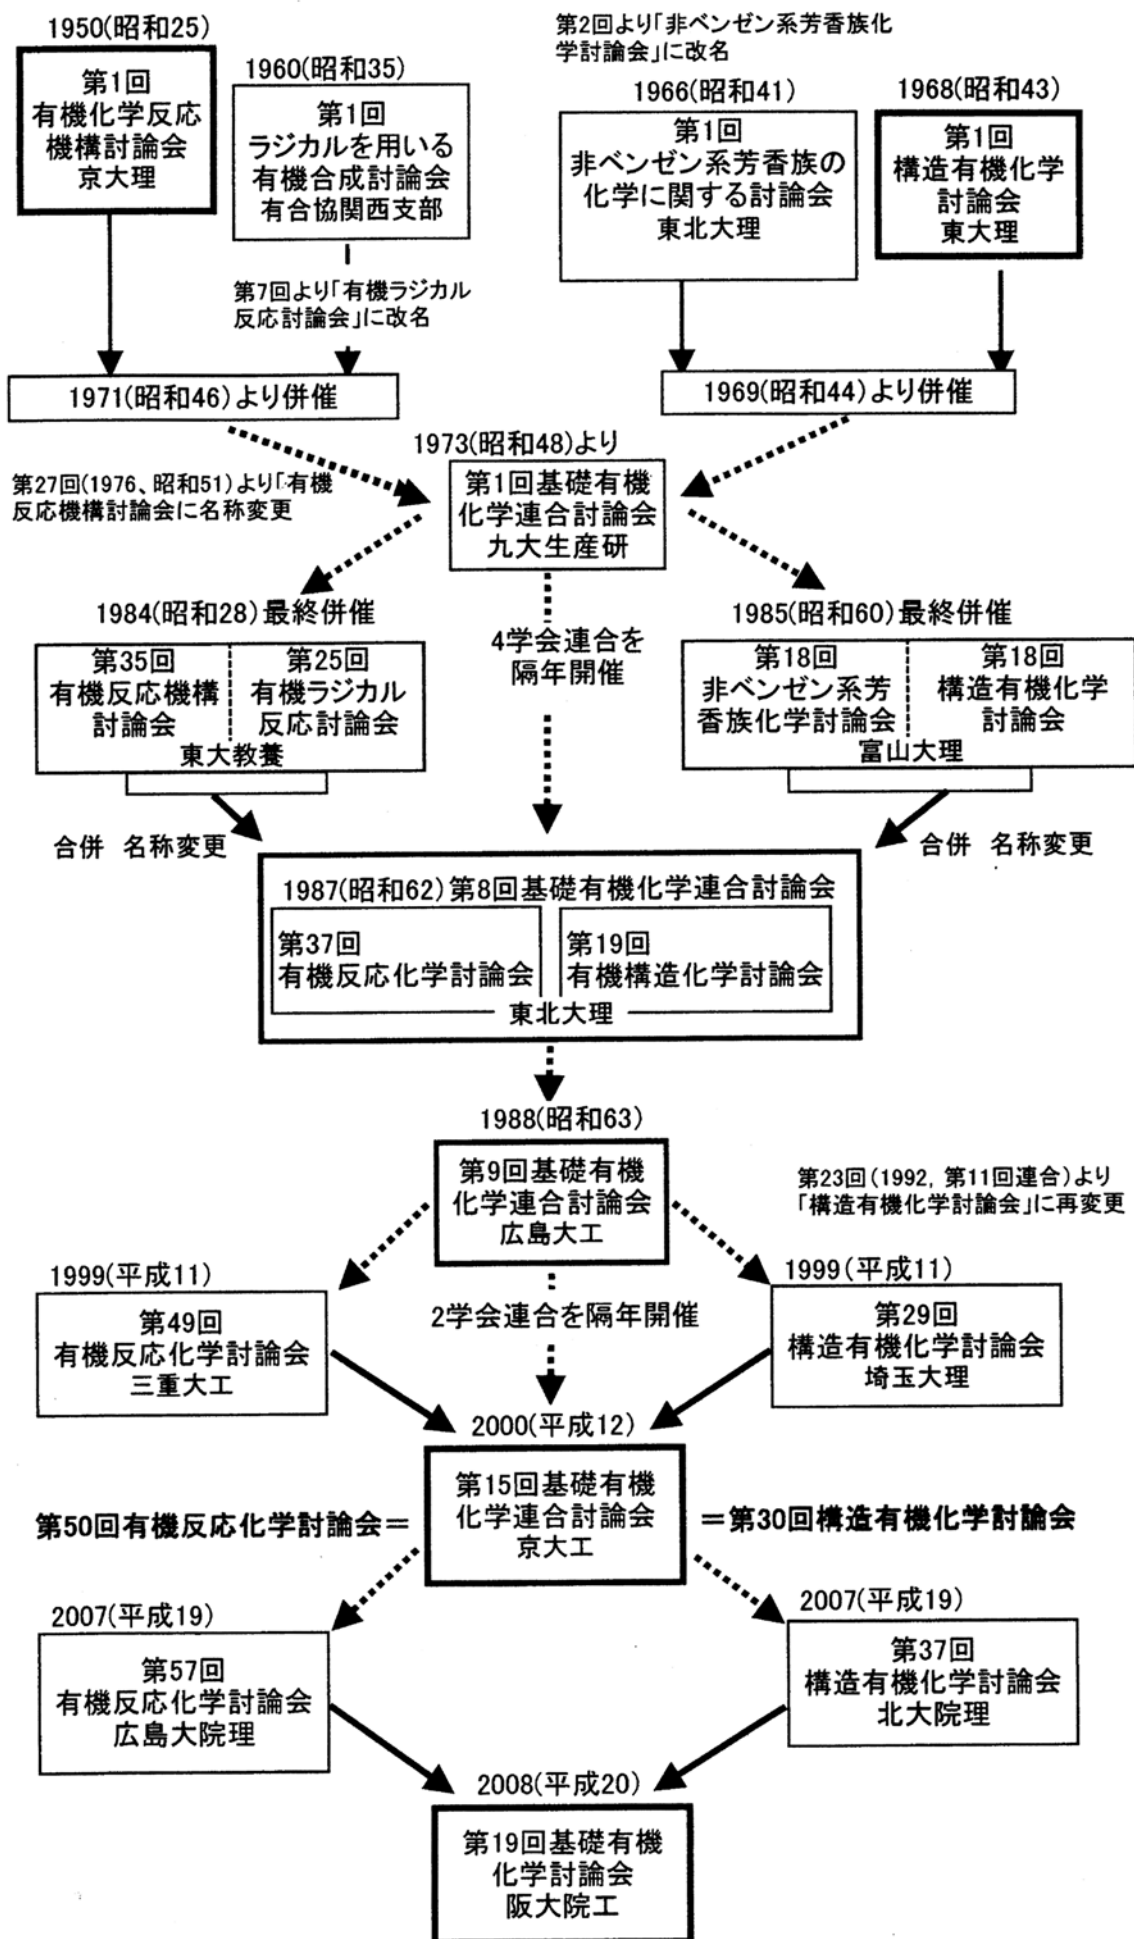 1950(昭和25)
第1回
有機化学反応
機構討論会
京大理
1960(昭和35)
第1回
ラジカルを用いる
有機合成討論会
有合協関西支部
第7回より「有機ラジカル
反応討論会」に改名
第2回より「非ベンゼン系芳香族化
学討論会」に改名
1966(昭和41)
第1回
非ベンゼン系芳香族の
化学に関する討論会
東北大理
1968(昭和43)
第1回
構造有機化学
討論会
東大理
1971(昭和46)より併催
1969(昭和44)より併催
1973(昭和48)より
第1回基礎有機
化学連合討論会
九大生産研
第27回(1976、昭和51)より「有機
反応機構討論会に名称変更
1984(昭和28)最終併催
第35回
有機反応機構
討論会
第25回
有機ラジカル
反応討論会
東大教養
4学会連合を
隔年開催
1985(昭和60)最終併催
第18回
非ベンゼン系芳
香族化学討論会
第18回
構造有機化学
討論会
富山大理
合併 名称変更
合併 名称変更
1987(昭和62)第8回基礎有機化学連合討論会
第37回
有機反応化学討論会
第19回
有機構造化学討論会
東北大理
1988(昭和63)
第9回基礎有機
化学連合討論会
広島大工
第23回(1992, 第11回連合)より
「構造有機化学討論会」に再変更
1999(平成11)
第49回
有機反応化学討論会
三重大工
2学会連合を隔年開催
1999(平成11)
第29回
構造有機化学討論会
埼玉大理
2000(平成12)
第15回基礎有機
化学連合討論会
京大工
第50回有機反応化学討論会=
=第30回構造有機化学討論会
2007(平成19)
第57回
有機反応化学討論会
広島大院理
2007(平成19)
第37回
構造有機化学討論会
北大院理
2008(平成20)
第19回基礎有機
化学討論会
阪大院工